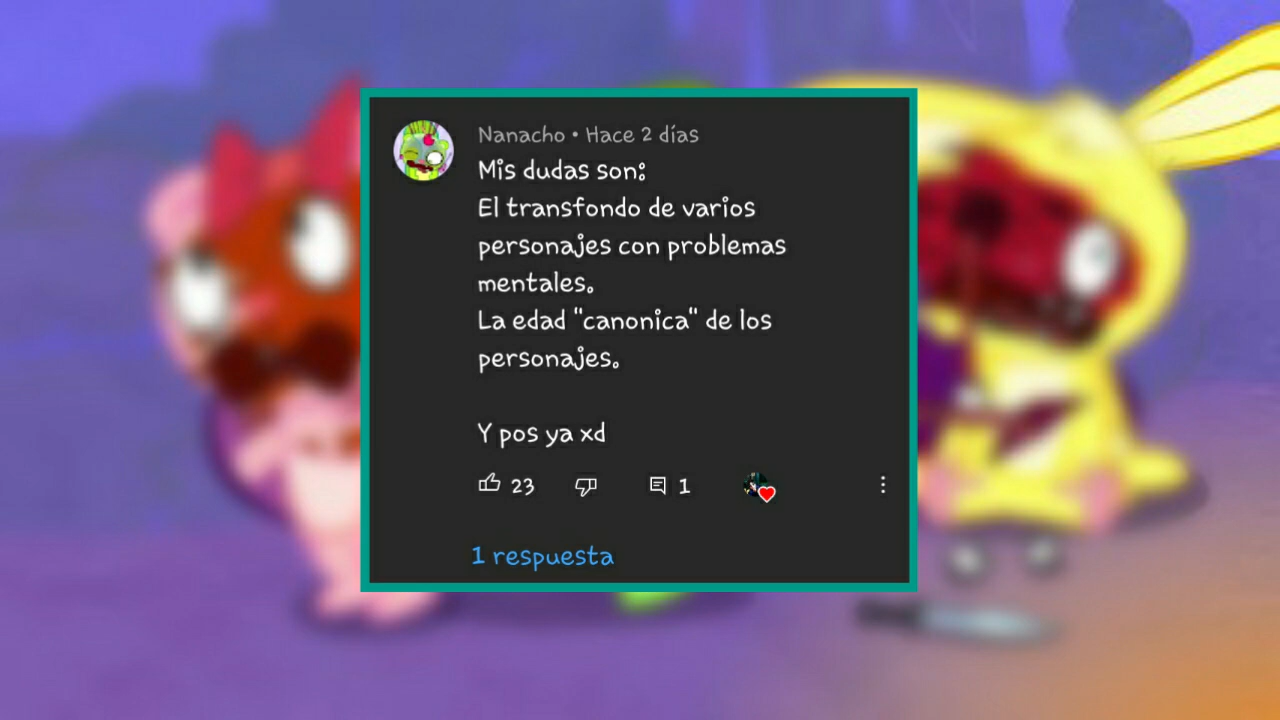 Nanacho • Hace 2 días
Mis dudas son:
El transfondo de varios
personajes con problemas
mentales.
La edad "canonica" de los
personajes.
Y pos ya xd
23
1
1 respuesta